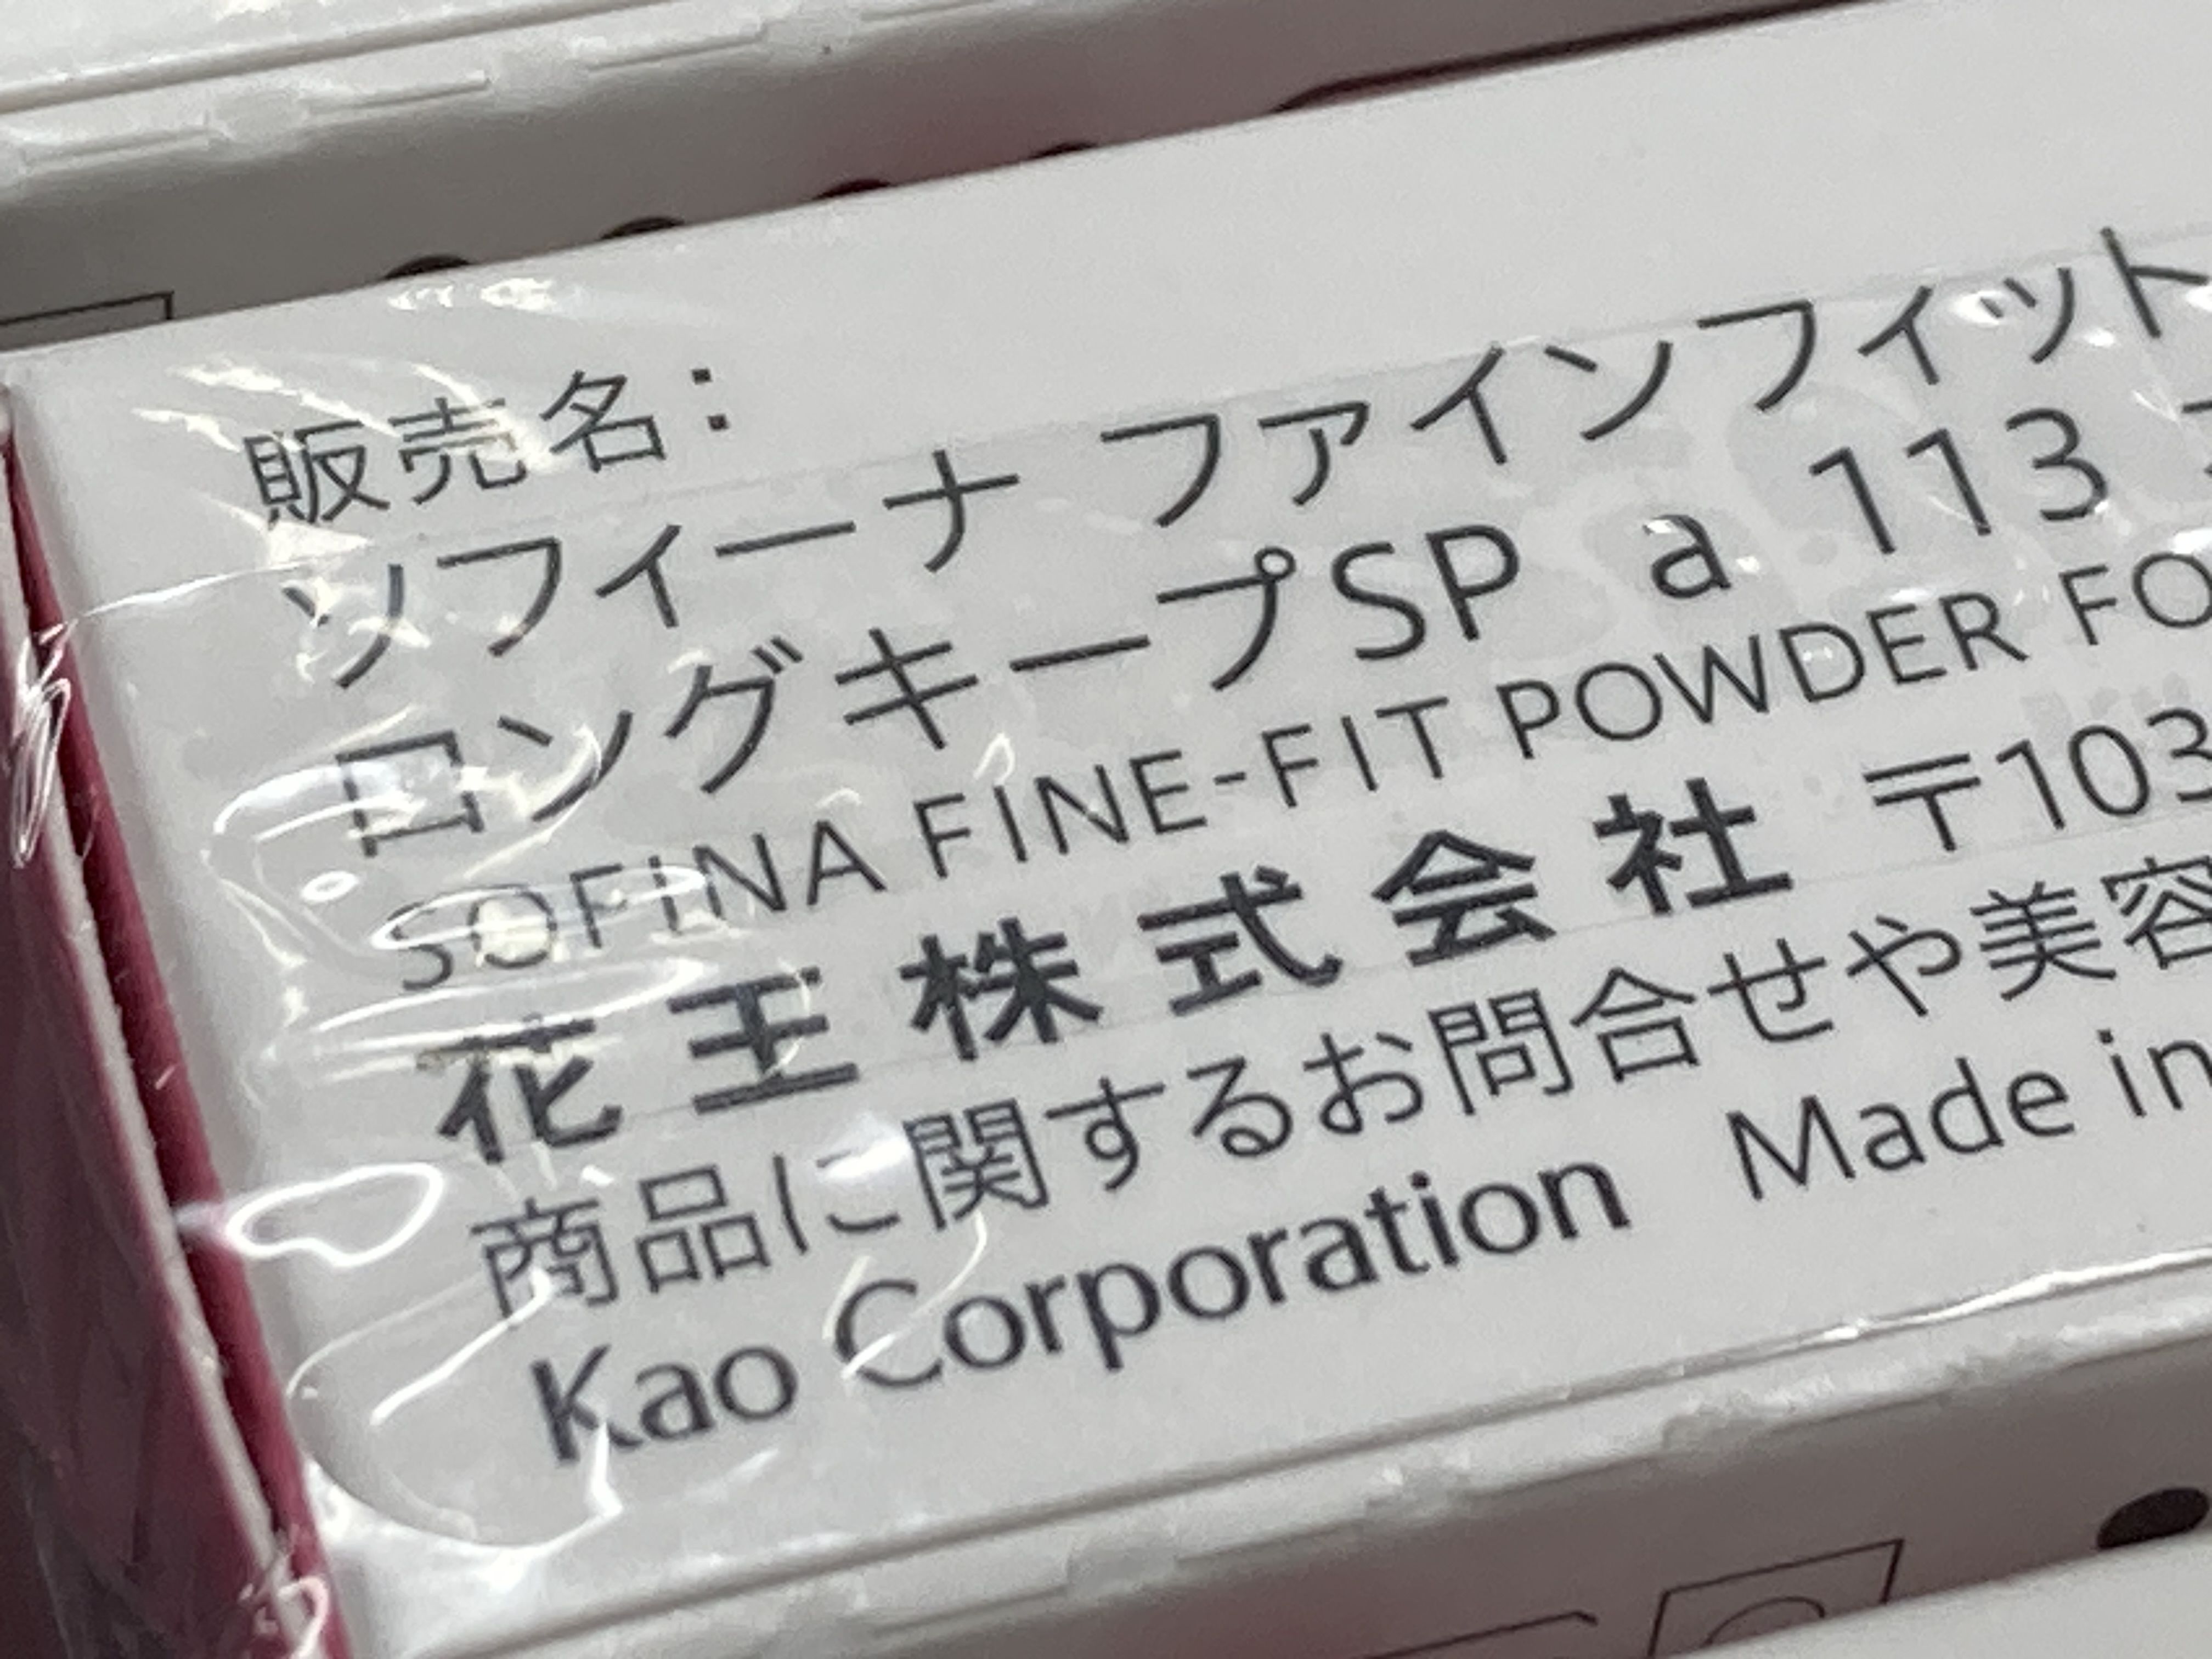 販売名：
ソフィーナ ファインフィット
ロングキープSP a 113
SOFINA FINE-FIT POWDER FO
花王株式会社 〒103
商品に関するお問合せや美容
Kao Corporation Made in